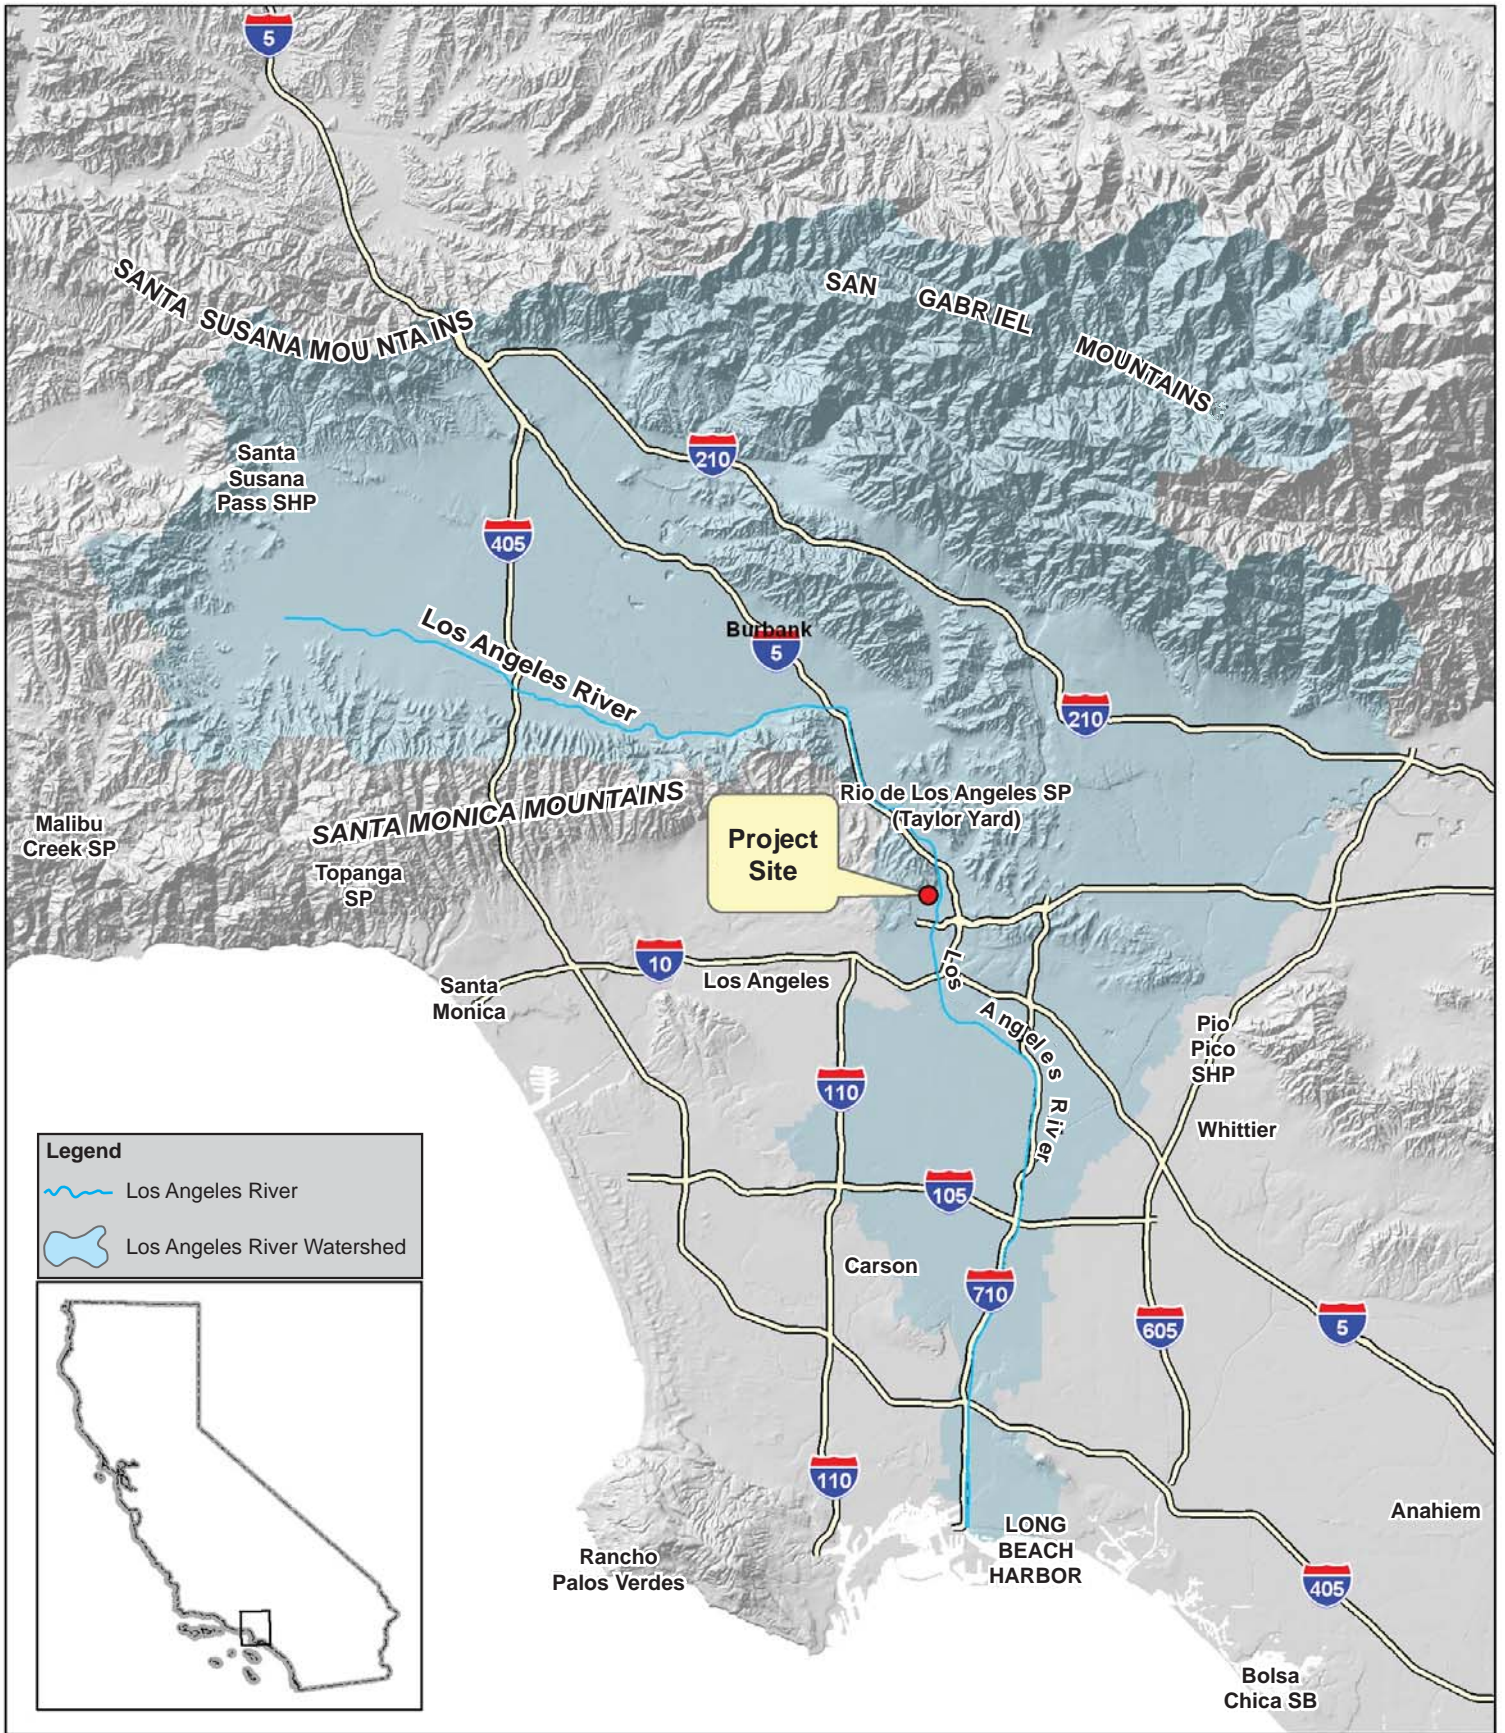 5
SANTA SUSANA MOUNTAINS
SAN GABRIEL MOUNTAINS
Santa
Susana
Pass SHP
210
405
Los Angeles River
Burbank
5
210
SANTA MONICA MOUNTAINS
Rio de Los Angeles SP
(Taylor Yard)
Malibu
Creek SP
Topanga
SP
Project
Site
10
Los Angeles
Santa
Monica
Los Angeles River
Pio
Pico
SHP
110
Whittier
105
Carson
710
605
5
110
LONG
BEACH
HARBOR
Anahiem
Rancho
Palos Verdes
405
Bolsa
Chica SB
Legend
Los Angeles River
Los Angeles River Watershed